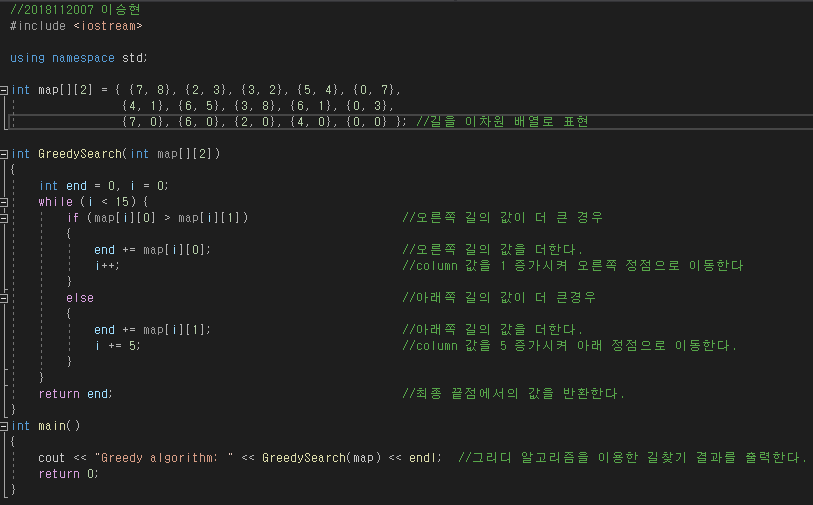 //2018112007 이승현
#include <iostream>
using namespace std;
int map[][2] = { {7, 8}, {2, 3}, {3, 2}, {5, 4}, {0, 7},
{4, 1}, {6, 5}, {3, 8}, {6, 1}, {0, 3},
{7, 0}, {6, 0}, {2, 0}, {4, 0}, {0, 0} }; //길을 이차원 배열로 표현
int GreedySearch(int map[][2])
{
int end = 0, i = 0;
while (i < 15) {
if (map[i][0] > map[i][1]) //오른쪽 길의 값이 더 큰 경우
{
end += map[i][0]; //오른쪽 길의 값을 더한다.
i++; //column 값을 1 증가시켜 오른쪽 정점으로 이동한다
}
else //아래쪽 길의 값이 더 큰경우
{
end += map[i][1]; //아래쪽 길의 값을 더한다.
i += 5; //column 값을 5 증가시켜 아래 정점으로 이동한다.
}
}
return end; //최종 끝점에서의 값을 반환한다.
}
int main()
{
cout << "Greedy algorithm: " << GreedySearch(map) << endl; //그리디 알고리즘을 이용한 길찾기 결과를 출력한다.
return 0;
}